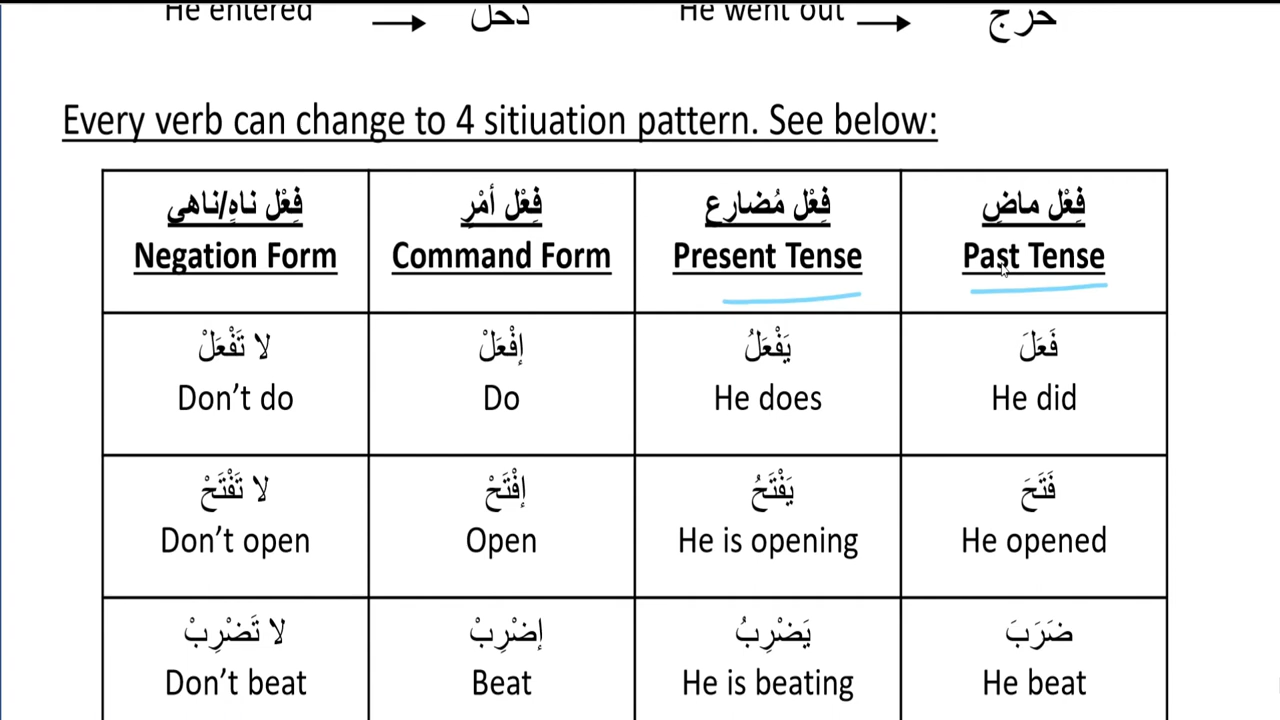 He entered دخل He went out خرج
Every verb can change to 4 sitiuation pattern. See below:
فِعْل ناهٍ/ناهي فِعْل أمْرِ فِعْل مُضارِع فِعْل ماضِ
Negation Form Command Form Present Tense Past Tense
لا تَفْعَلْ إفْعَلْ يَفْعَلُ فَعَلَ
Don’t do Do He does He did
لا تَفْتَحْ إفْتَحْ يَفْتَحُ فَتَحَ
Don’t open Open He is opening He opened
لا تَضْرِبْ إضْرِبْ يَضْرِبُ ضَرَبَ
Don’t beat Beat He is beating He beat